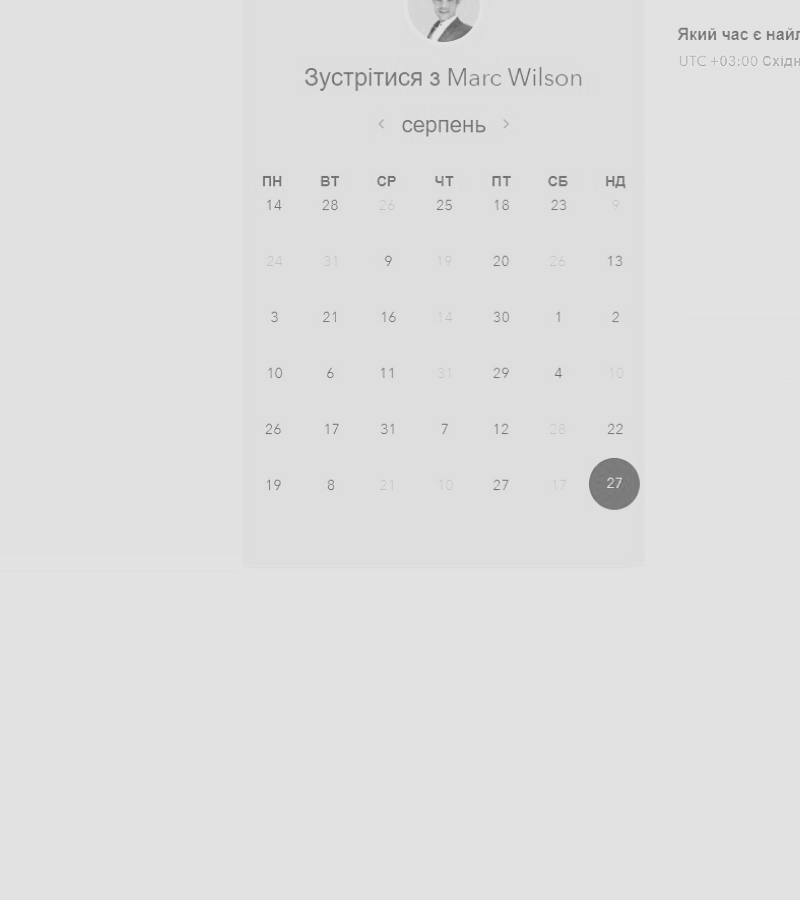 Зустрітися з Marc Wilson
Який час є найл
UTC +03:00 Східн
серпень
ПН ВТ СР ЧТ ПТ СБ НД
14 28 26 25 18 23 9
24 31 9 19 20 26 13
3 21 16 14 30 1 2
10 6 11 31 29 4 10
26 17 31 7 12 28 22
19 8 21 10 27 17 27